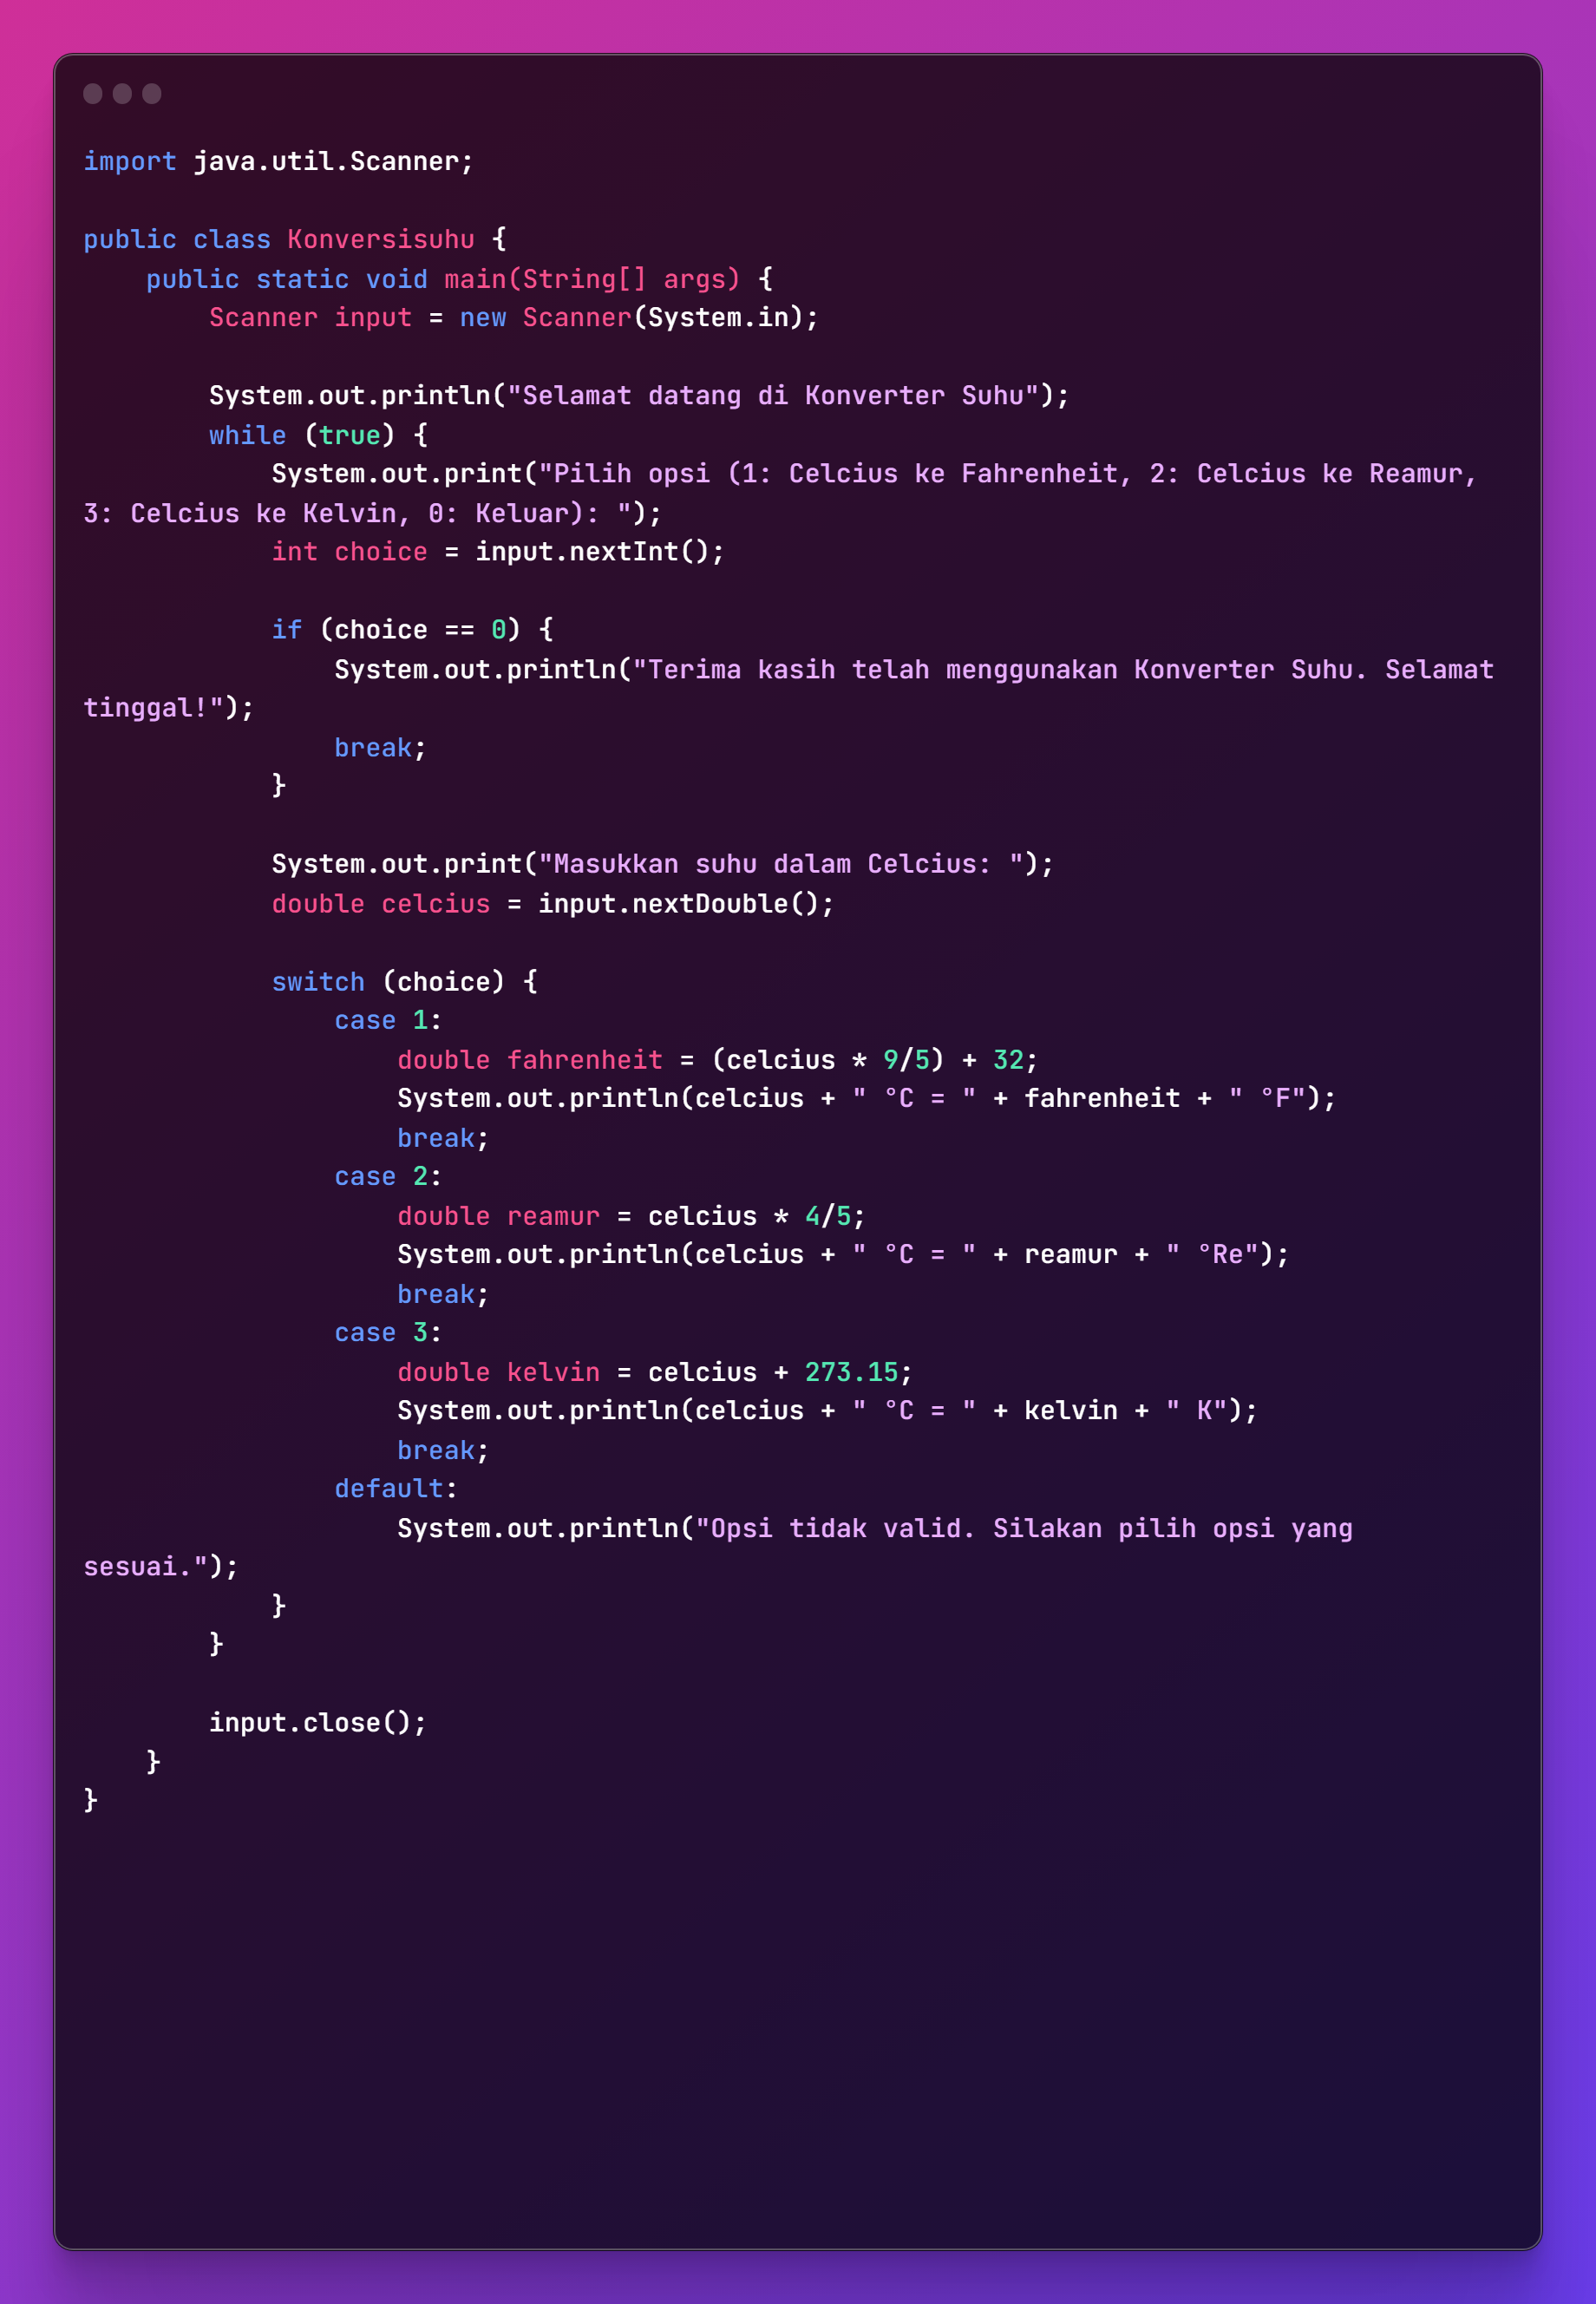 import java.util.Scanner;

public class Konversisuhu {
    public static void main(String[] args) {
        Scanner input = new Scanner(System.in);

        System.out.println("Selamat datang di Konverter Suhu");
        while (true) {
            System.out.print("Pilih opsi (1: Celcius ke Fahrenheit, 2: Celcius ke Reamur,
3: Celcius ke Kelvin, 0: Keluar): ");
            int choice = input.nextInt();

            if (choice == 0) {
                System.out.println("Terima kasih telah menggunakan Konverter Suhu. Selamat
tinggal!");
                break;
            }

            System.out.print("Masukkan suhu dalam Celcius: ");
            double celcius = input.nextDouble();

            switch (choice) {
                case 1:
                    double fahrenheit = (celcius * 9/5) + 32;
                    System.out.println(celcius + " °C = " + fahrenheit + " °F");
                    break;
                case 2:
                    double reamur = celcius * 4/5;
                    System.out.println(celcius + " °C = " + reamur + " °Re");
                    break;
                case 3:
                    double kelvin = celcius + 273.15;
                    System.out.println(celcius + " °C = " + kelvin + " K");
                    break;
                default:
                    System.out.println("Opsi tidak valid. Silakan pilih opsi yang
sesuai.");
            }
        }

        input.close();
    }
}